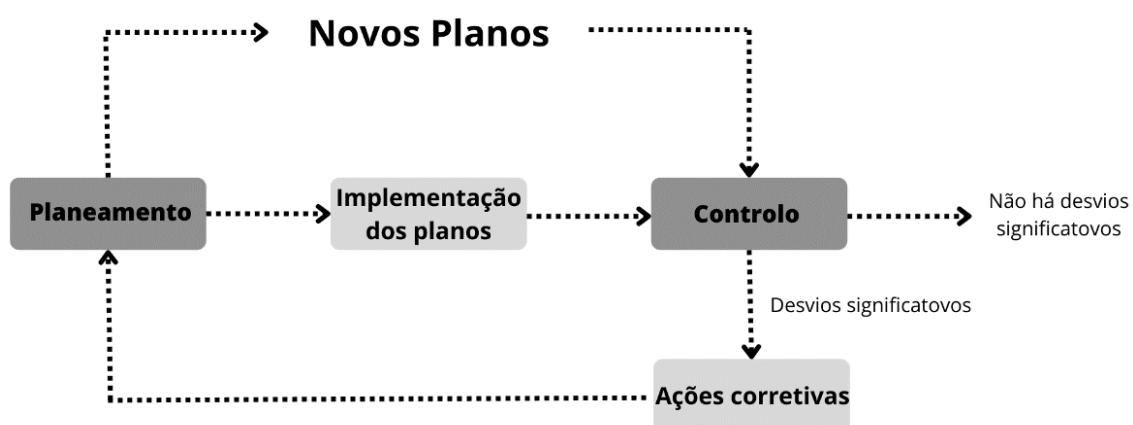 Novos Planos
Planeamento
Implementação
dos planos
Controlo
Não há desvios
significatovos
Desvios significatovos
Ações corretivas